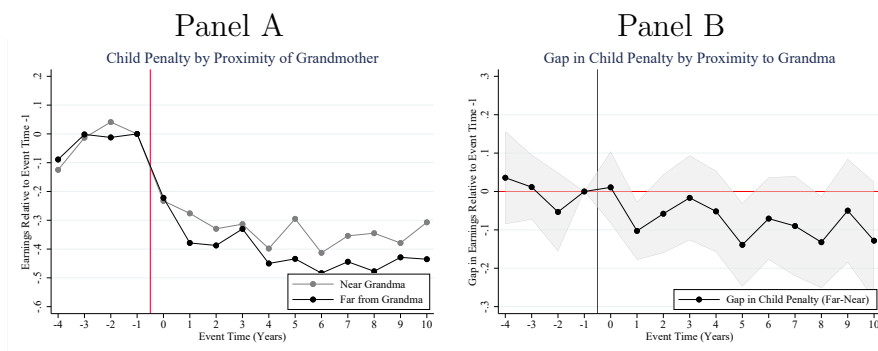 Panel A
Child Penalty by Proximity of Grandmother
Earnings Relative to Event Time -1
.2
.1
0
-.1
-.2
-.3
-.4
-.5
-.6
Near Grandma
Far from Grandma
-4 -3 -2 -1 0 1 2 3 4 5 6 7 8 9 10
Event Time (Years)
Panel B
Gap in Child Penalty by Proximity to Grandma
Gap in Earnings Relative to Event Time -1
.3
.2
.1
0
-.1
-.2
-.3
Gap in Child Penalty (Far-Near)
-4 -3 -2 -1 0 1 2 3 4 5 6 7 8 9 10
Event Time (Years)